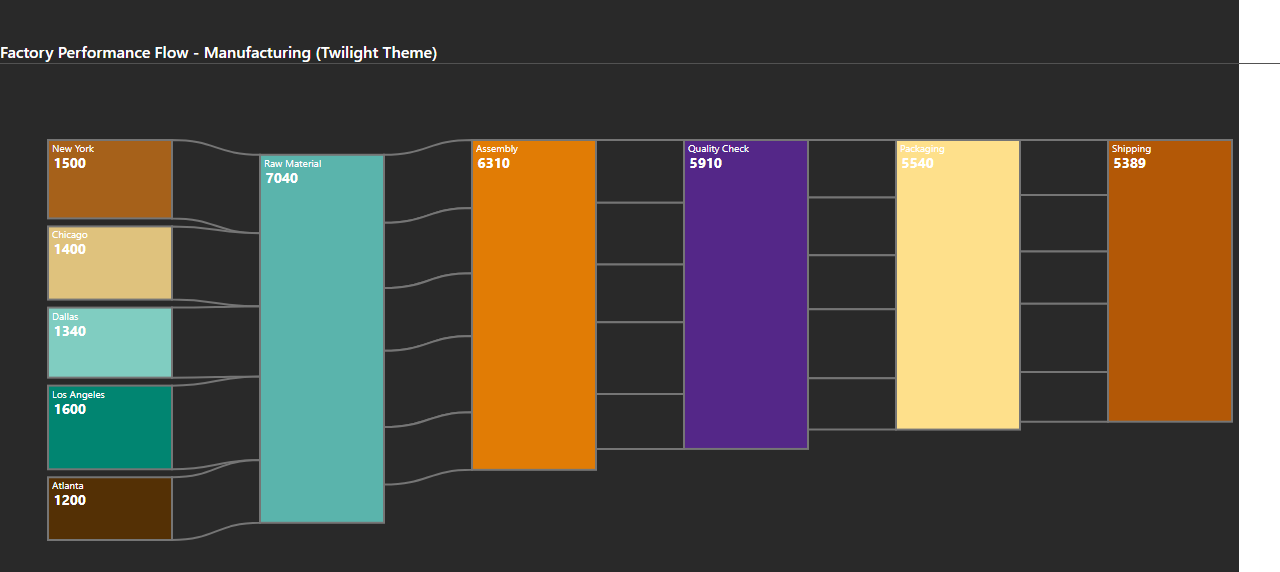 Factory Performance Flow - Manufacturing (Twilight Theme)
New York
1500
Chicago
1400
Dallas
1340
Los Angeles
1600
Atlanta
1200
Raw Material
7040
Assembly
6310
Quality Check
5910
Packaging
5540
Shipping
5389